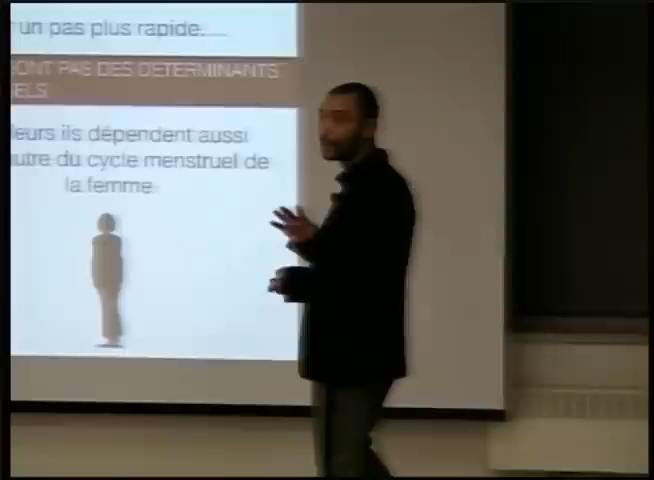 un pas plus rapide....
ONT PAS DES DETERMINANTS
ELS
leurs ils dépendent aussi
utre du cycle menstruel de
la femme